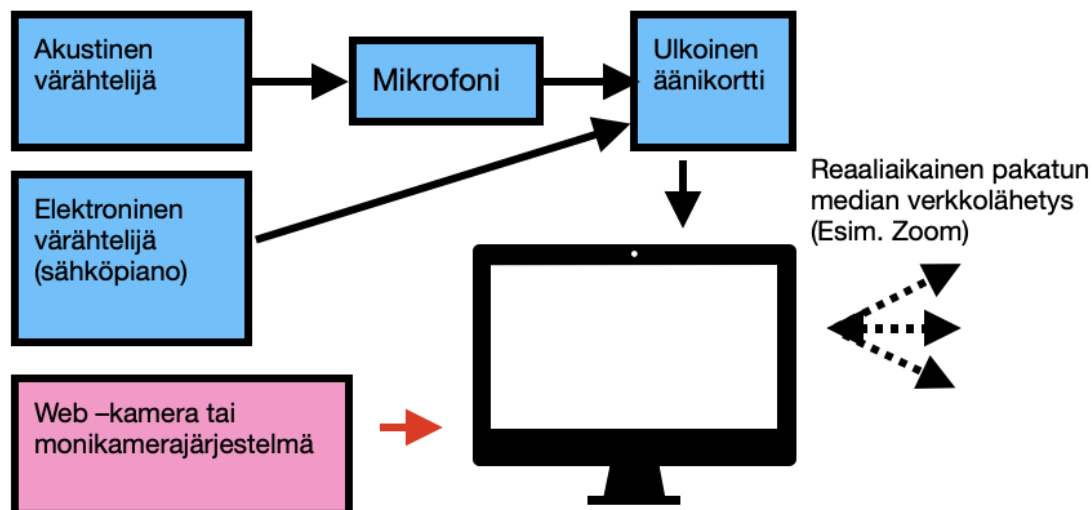 Akustinen
värähtelijä
Mikrofoni
Ulkoinen
äänikortti
Elektroninen
värähtelijä
(sähköpiano)
Reaaliaikainen pakatun
median verkkolähetys
(Esim. Zoom)
Web –kamera tai
monikamerajärjestelmä